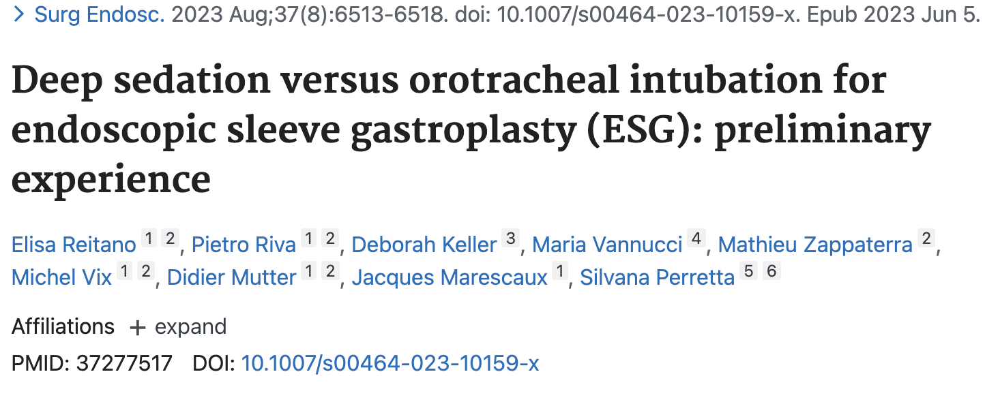 > Surg Endosc. 2023 Aug;37(8):6513-6518. doi: 10.1007/s00464-023-10159-x. Epub 2023 Jun 5.
Deep sedation versus orotracheal intubation for
endoscopic sleeve gastroplasty (ESG): preliminary
experience
Elisa Reitano 1 2, Pietro Riva 1 2, Deborah Keller 3, Maria Vannucci 4, Mathieu Zappaterra 2,
Michel Vix 1 2, Didier Mutter 1 2, Jacques Marescaux 1, Silvana Perretta 5 6
Affiliations + expand
PMID: 37277517 DOI: 10.1007/s00464-023-10159-x